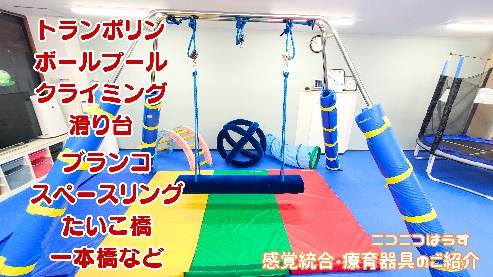 トランポリン
ボールプール
クライミング
滑り台
ブランコ
スペースリング
たいこ橋
一本橋など
ニコニコはうす
感覚統合・療育器具のご紹介